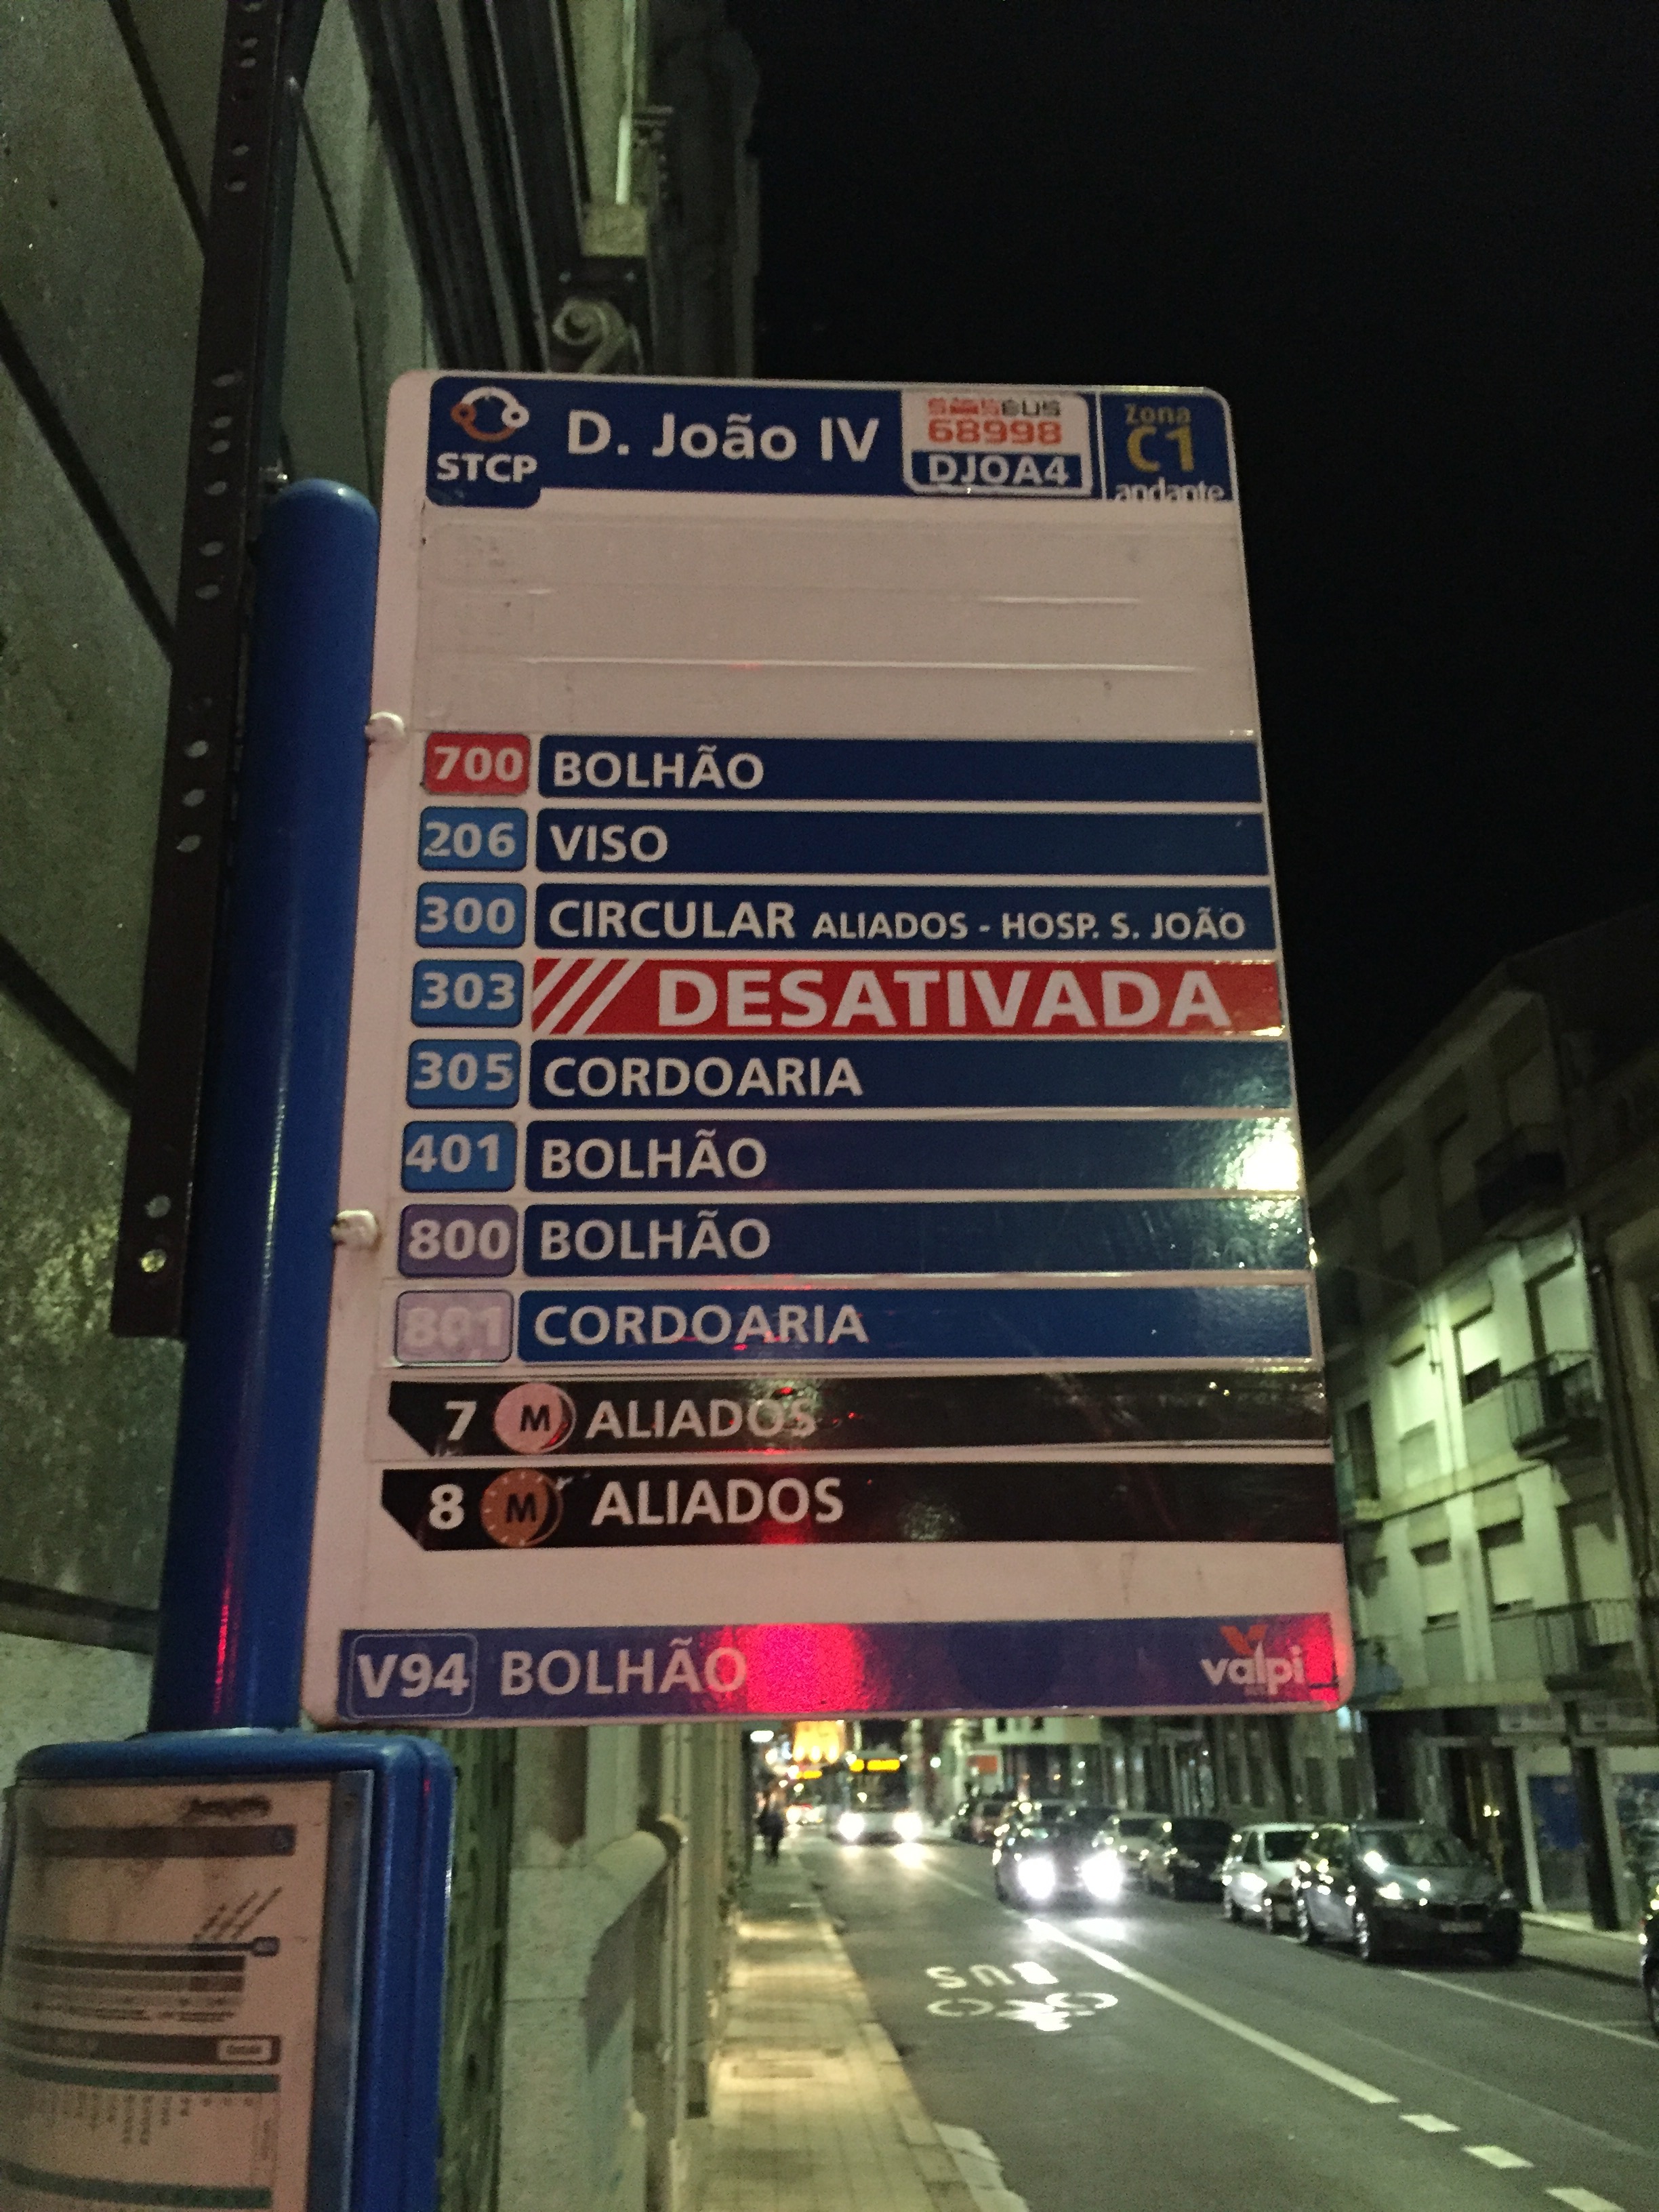 STCP D. João IV SMSBUS 68998 DJOA4 Zona C1 andante
700 BOLHÃO
206 VISO
300 CIRCULAR ALIADOS - HOSP. S. JOÃO
303 DESATIVADA
305 CORDOARIA
401 BOLHÃO
800 BOLHÃO
801 CORDOARIA
7 M ALIADOS
8 M ALIADOS
V94 BOLHÃO valpi
BUS